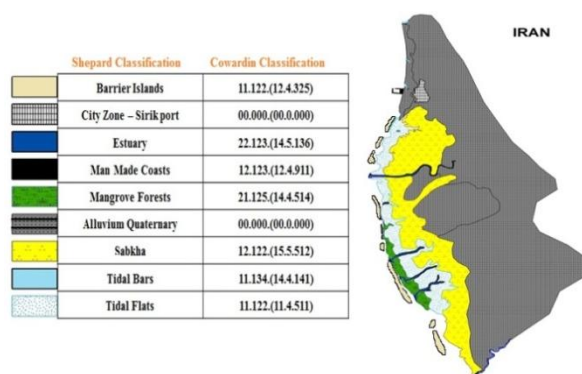 IRAN
Shepard Classification Cowardin Classification
Barrier Islands 11.122.(12.4.325)
City Zone – Sirik port 00.000.(00.0.000)
Estuary 22.123.(14.5.136)
Man Made Coasts 12.123.(12.4.911)
Mangrove Forests 21.125.(14.4.514)
Alluvium Quaternary 00.000.(00.0.000)
Sabkha 12.122.(15.5.512)
Tidal Bars 11.134.(14.4.141)
Tidal Flats 11.122.(11.4.511)